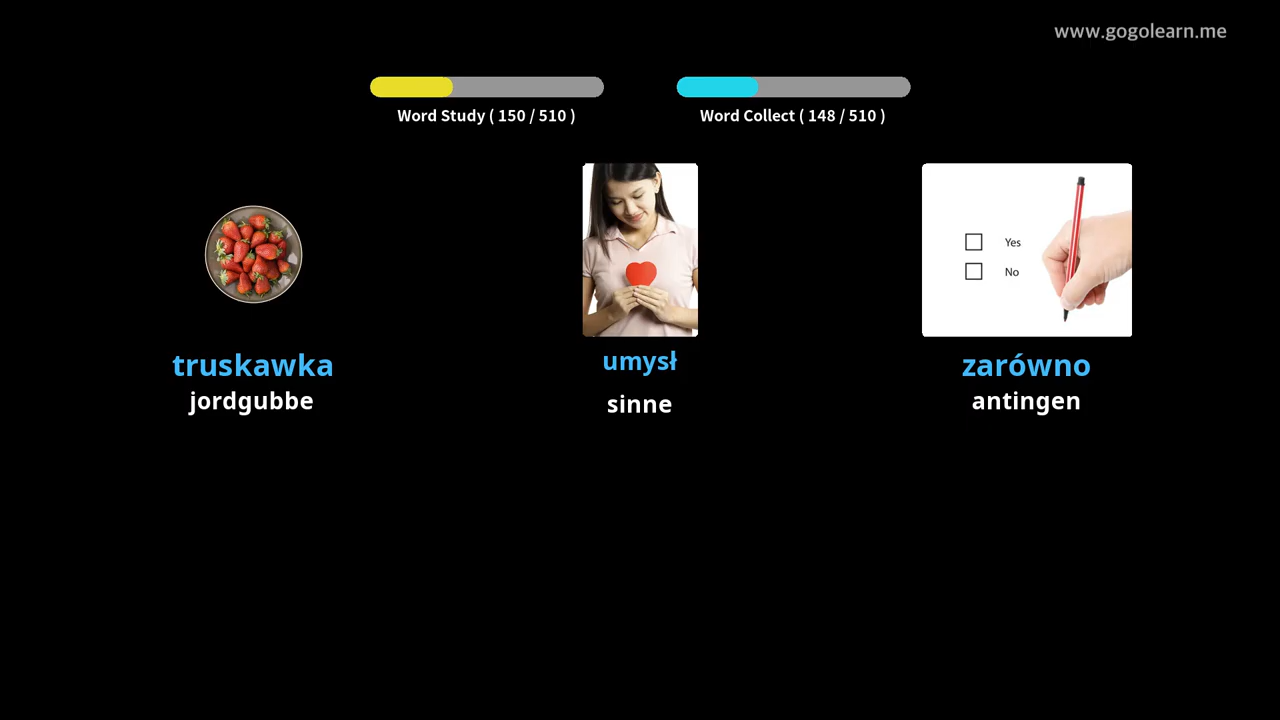 www.gogolearn.me
Word Study ( 150 / 510 )
Word Collect ( 148 / 510 )
Yes
No
truskawka
jordgubbe
umysł
sinne
zarówno
antingen